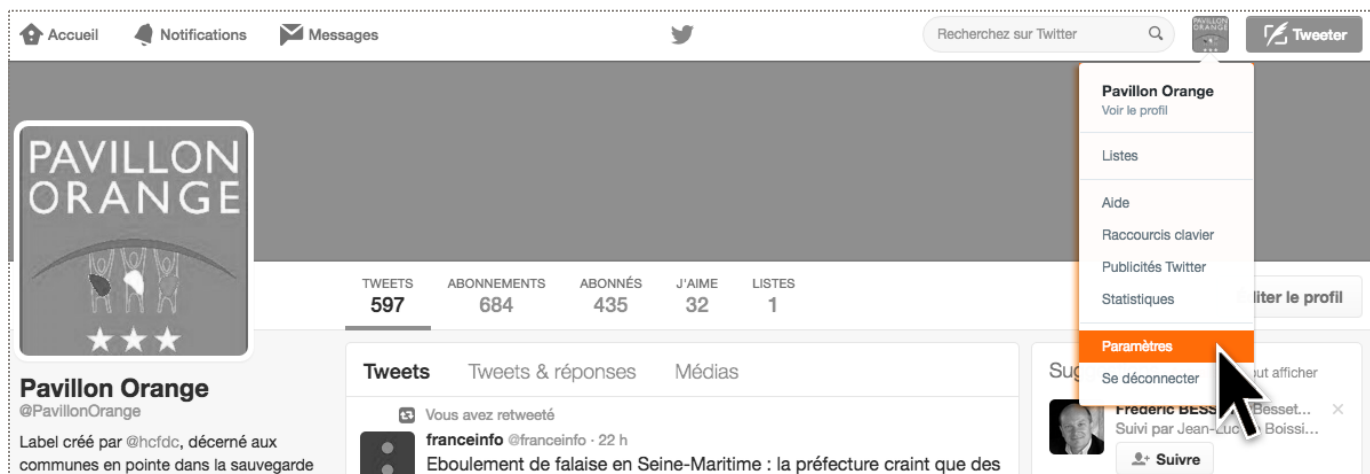 Accueil Notifications Messages Recherchez sur Twitter PAVILLON ORANGE Tweeter
Pavillon Orange
Voir le profil
Listes
Aide
Raccourcis clavier
Publicités Twitter
Statistiques
Paramètres
Se déconnecter
PAVILLON
ORANGE
TWEETS ABONNEMENTS ABONNÉS J'AIME LISTES
597 684 435 32 1
iter le profil
Pavillon Orange
@PavillonOrange
Label créé par @hcfdc, décerné aux
communes en pointe dans la sauvegarde
Tweets Tweets & réponses Médias
Vous avez retweeté
franceinfo @franceinfo · 22 h
Eboulement de falaise en Seine-Maritime : la préfecture craint que des
Sug out afficher
Frédéric BESS Besset...
Suivi par Jean-Luc Boissi...
Suivre